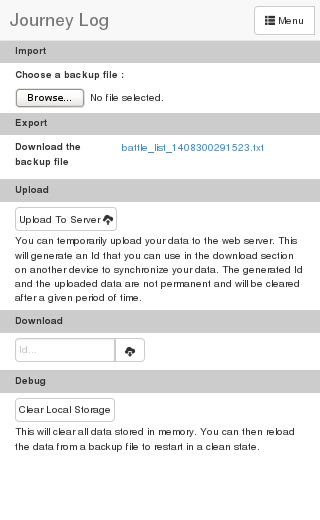 Journey Log
Menu
Import
Choose a backup file :
Browse... No file selected.
Export
Download the battle_list_1408300291523.txt
backup file
Upload
Upload To Server
You can temporarily upload your data to the web server. This
will generate an Id that you can use in the download section
on another device to synchronize your data. The generated Id
and the uploaded data are not permanent and will be cleared
after a given period of time.
Download
Id...
Debug
Clear Local Storage
This will clear all data stored in memory. You can then reload
the data from a backup file to restart in a clean state.